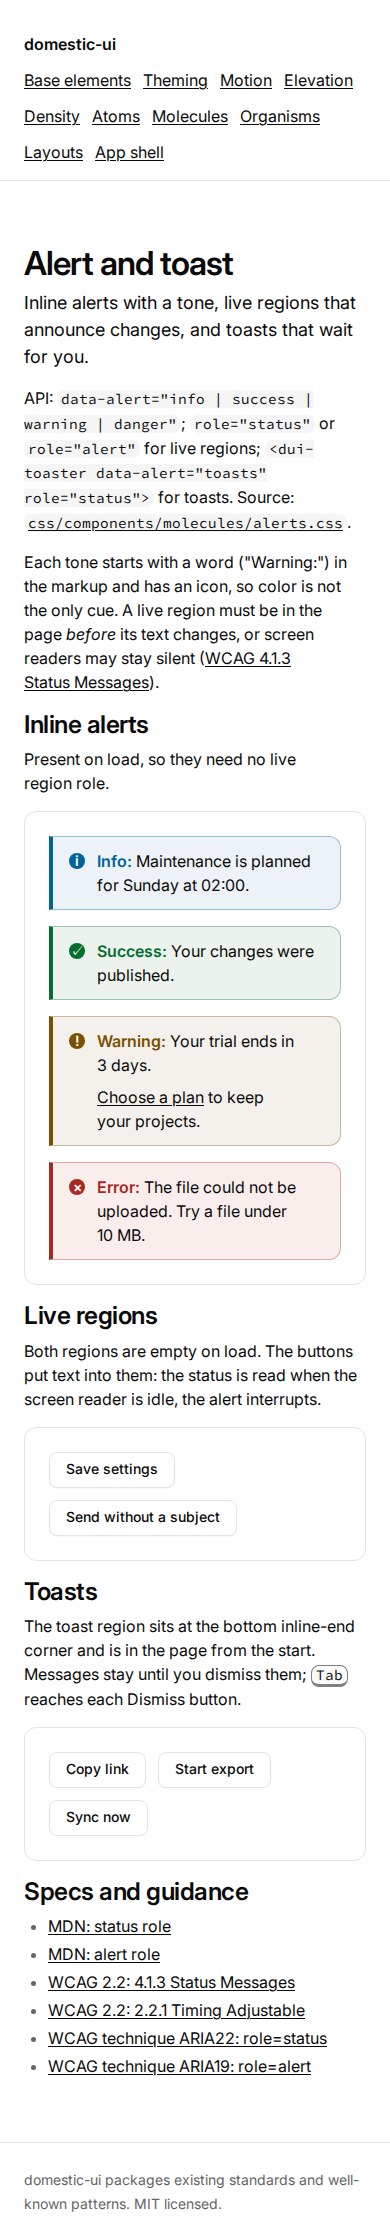 domestic-ui
Base elements Theming Motion Elevation
Density Atoms Molecules Organisms
Layouts App shell
Alert and toast
Inline alerts with a tone, live regions that
announce changes, and toasts that wait
for you.
API: data-alert="info | success |
warning | danger"; role="status" or
role="alert" for live regions; <dui-
toaster data-alert="toasts"
role="status"> for toasts. Source:
css/components/molecules/alerts.css.
Each tone starts with a word ("Warning:") in
the markup and has an icon, so color is not
the only cue. A live region must be in the
page before its text changes, or screen
readers may stay silent (WCAG 4.1.3
Status Messages).
Inline alerts
Present on load, so they need no live
region role.
Info: Maintenance is planned
for Sunday at 02:00.
Success: Your changes were
published.
Warning: Your trial ends in
3 days.
Choose a plan to keep
your projects.
Error: The file could not be
uploaded. Try a file under
10 MB.
Live regions
Both regions are empty on load. The buttons
put text into them: the status is read when the
screen reader is idle, the alert interrupts.
Save settings
Send without a subject
Toasts
The toast region sits at the bottom inline-end
corner and is in the page from the start.
Messages stay until you dismiss them; Tab
reaches each Dismiss button.
Copy link Start export
Sync now
Specs and guidance
• MDN: status role
• MDN: alert role
• WCAG 2.2: 4.1.3 Status Messages
• WCAG 2.2: 2.2.1 Timing Adjustable
• WCAG technique ARIA22: role=status
• WCAG technique ARIA19: role=alert
domestic-ui packages existing standards and well-
known patterns. MIT licensed.